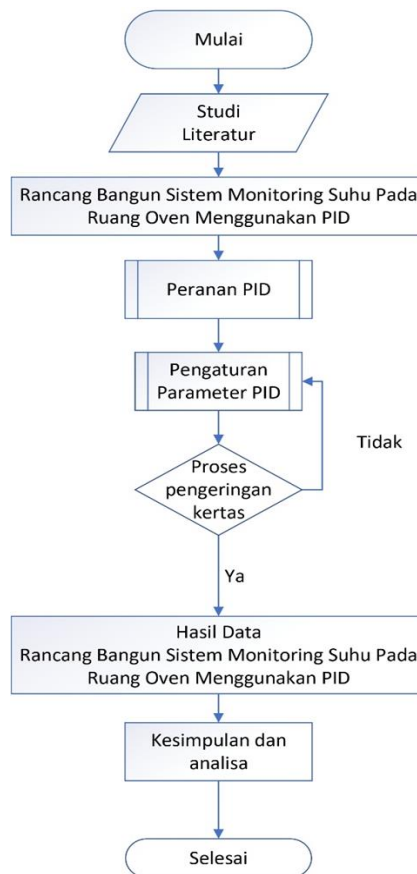 Mulai
Studi
Literatur
Rancang Bangun Sistem Monitoring Suhu Pada
Ruang Oven Menggunakan PID
Peranan PID
Pengaturan
Parameter PID
Tidak
Proses
pengeringan
kertas
Ya
Hasil Data
Rancang Bangun Sistem Monitoring Suhu Pada
Ruang Oven Menggunakan PID
Kesimpulan dan
analisa
Selesai